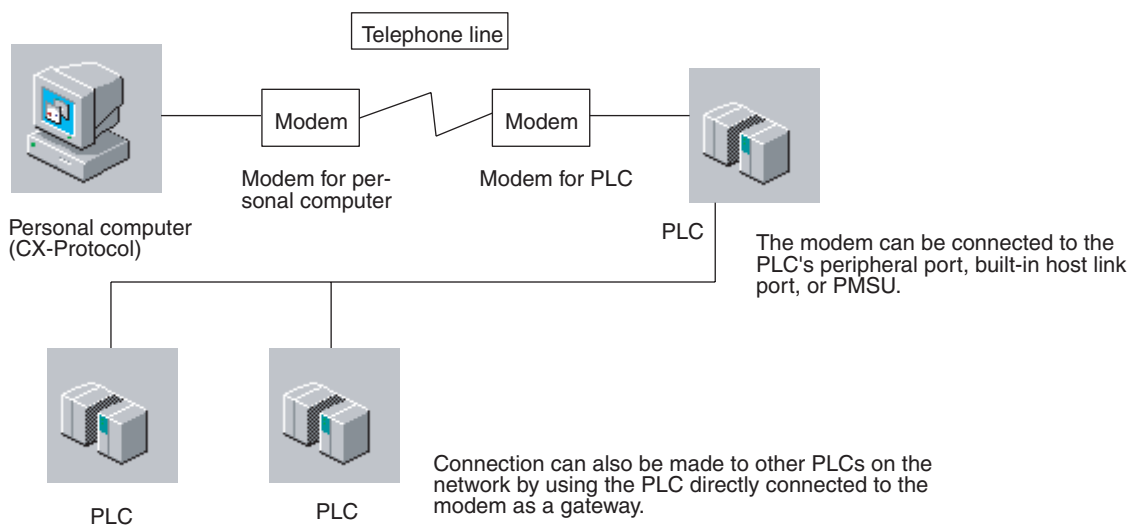 Telephone line
Modem
Modem
Modem for per-
sonal computer
Modem for PLC
Personal computer
(CX-Protocol)
PLC
The modem can be connected to the
PLC's peripheral port, built-in host link
port, or PMSU.
PLC
PLC
Connection can also be made to other PLCs on the
network by using the PLC directly connected to the
modem as a gateway.